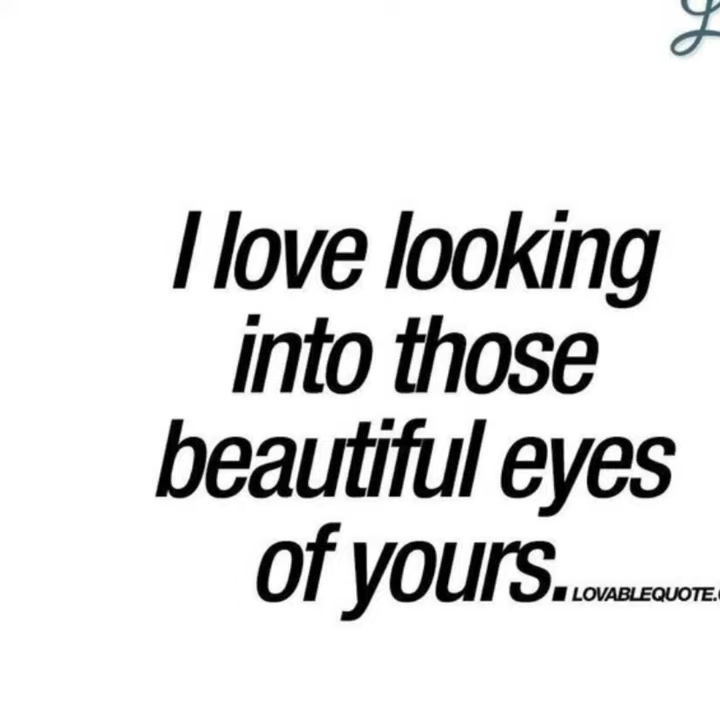 I love looking
into those
beautiful eyes
of yours.
LOVABLEQUOTE.